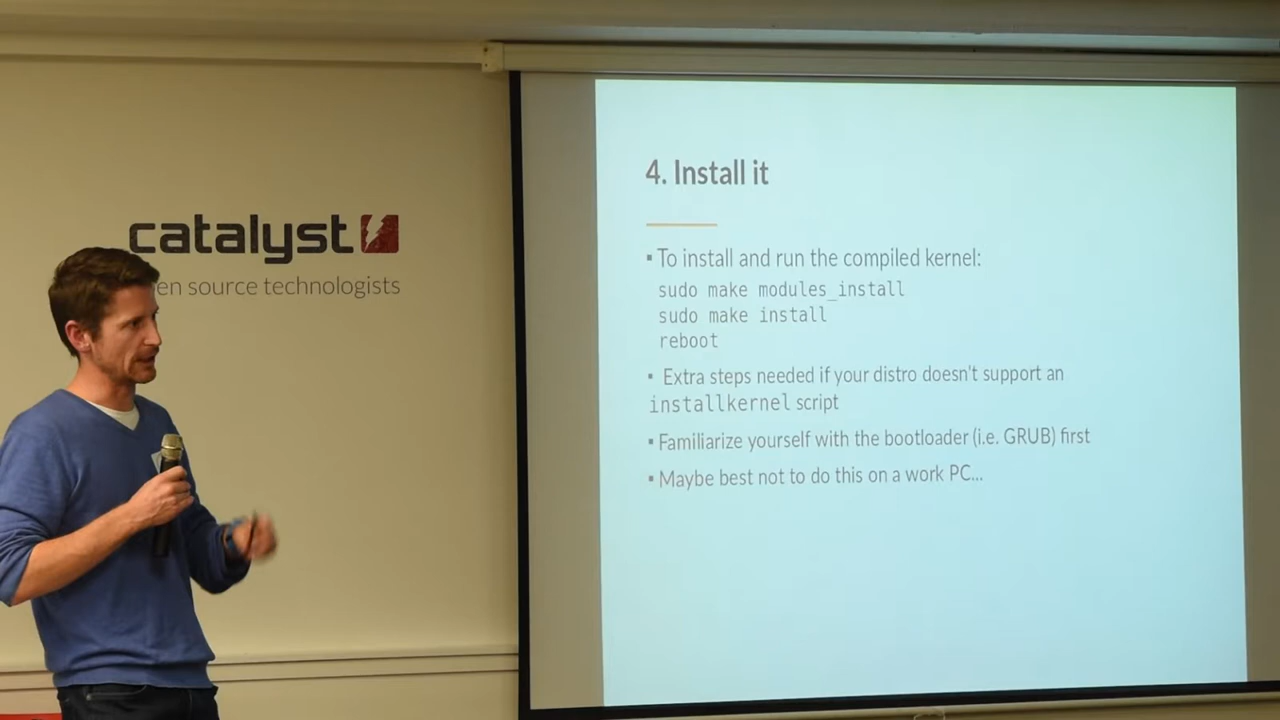 catalyst
en source technologists
4. Install it
▪ To install and run the compiled kernel:
sudo make modules_install
sudo make install
reboot
▪ Extra steps needed if your distro doesn't support an
installkernel script
▪ Familiarize yourself with the bootloader (i.e. GRUB) first
▪ Maybe best not to do this on a work PC...